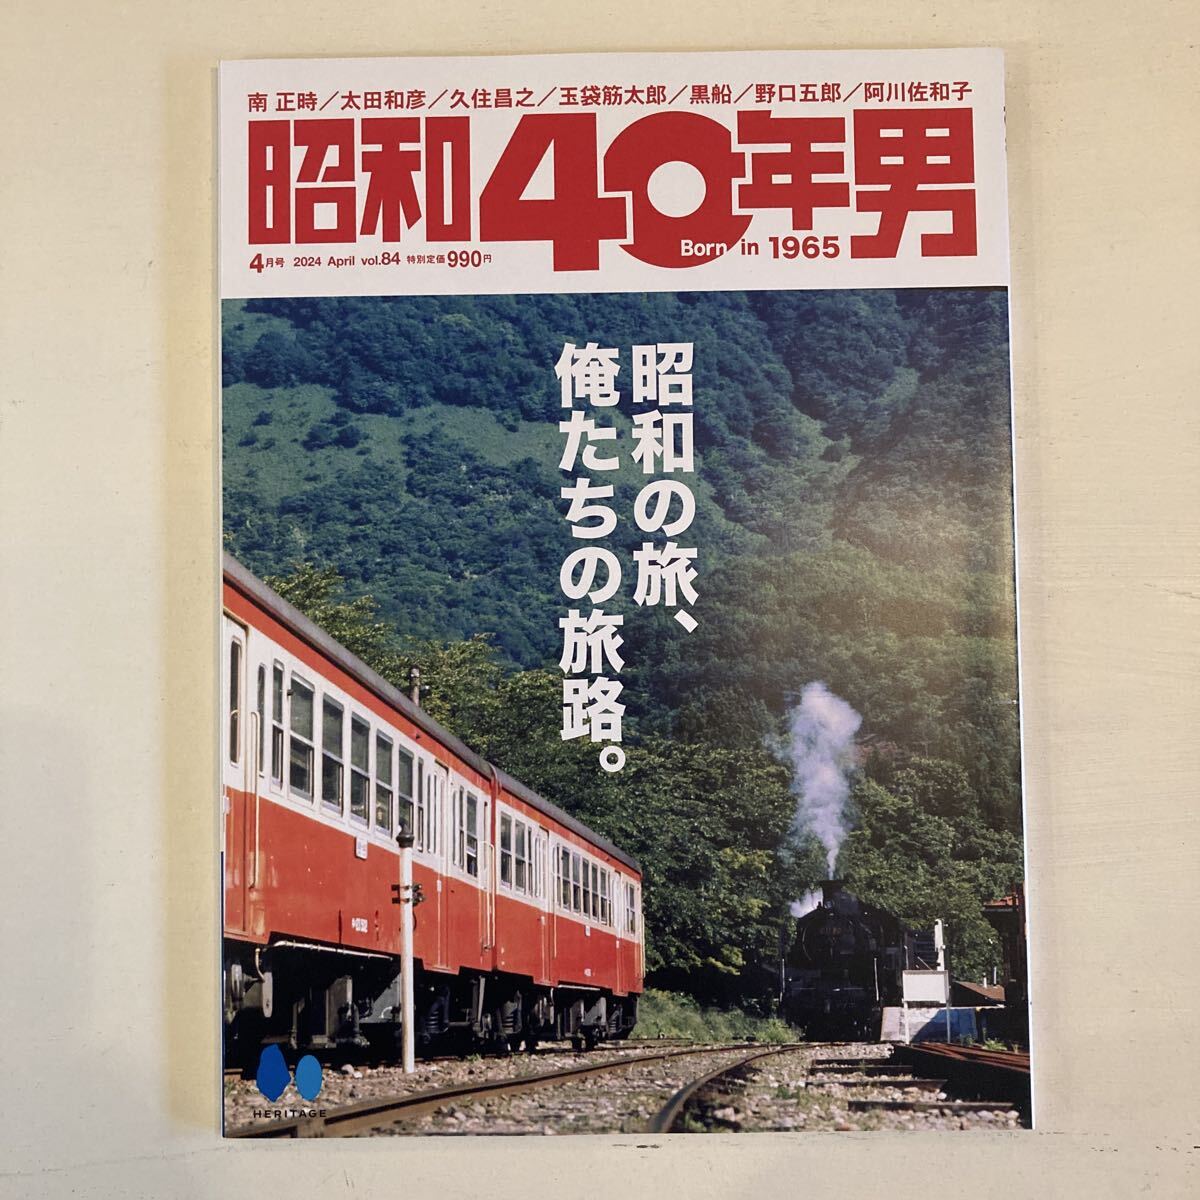 南 正時／太田和彦／久住昌之／玉袋筋太郎／黒船／野口五郎／阿川佐和子
昭和40年男
Born in 1965
4月号 2024 April vol.84 特別定価990円
昭和の旅、
俺たちの旅路。
HERITAGE